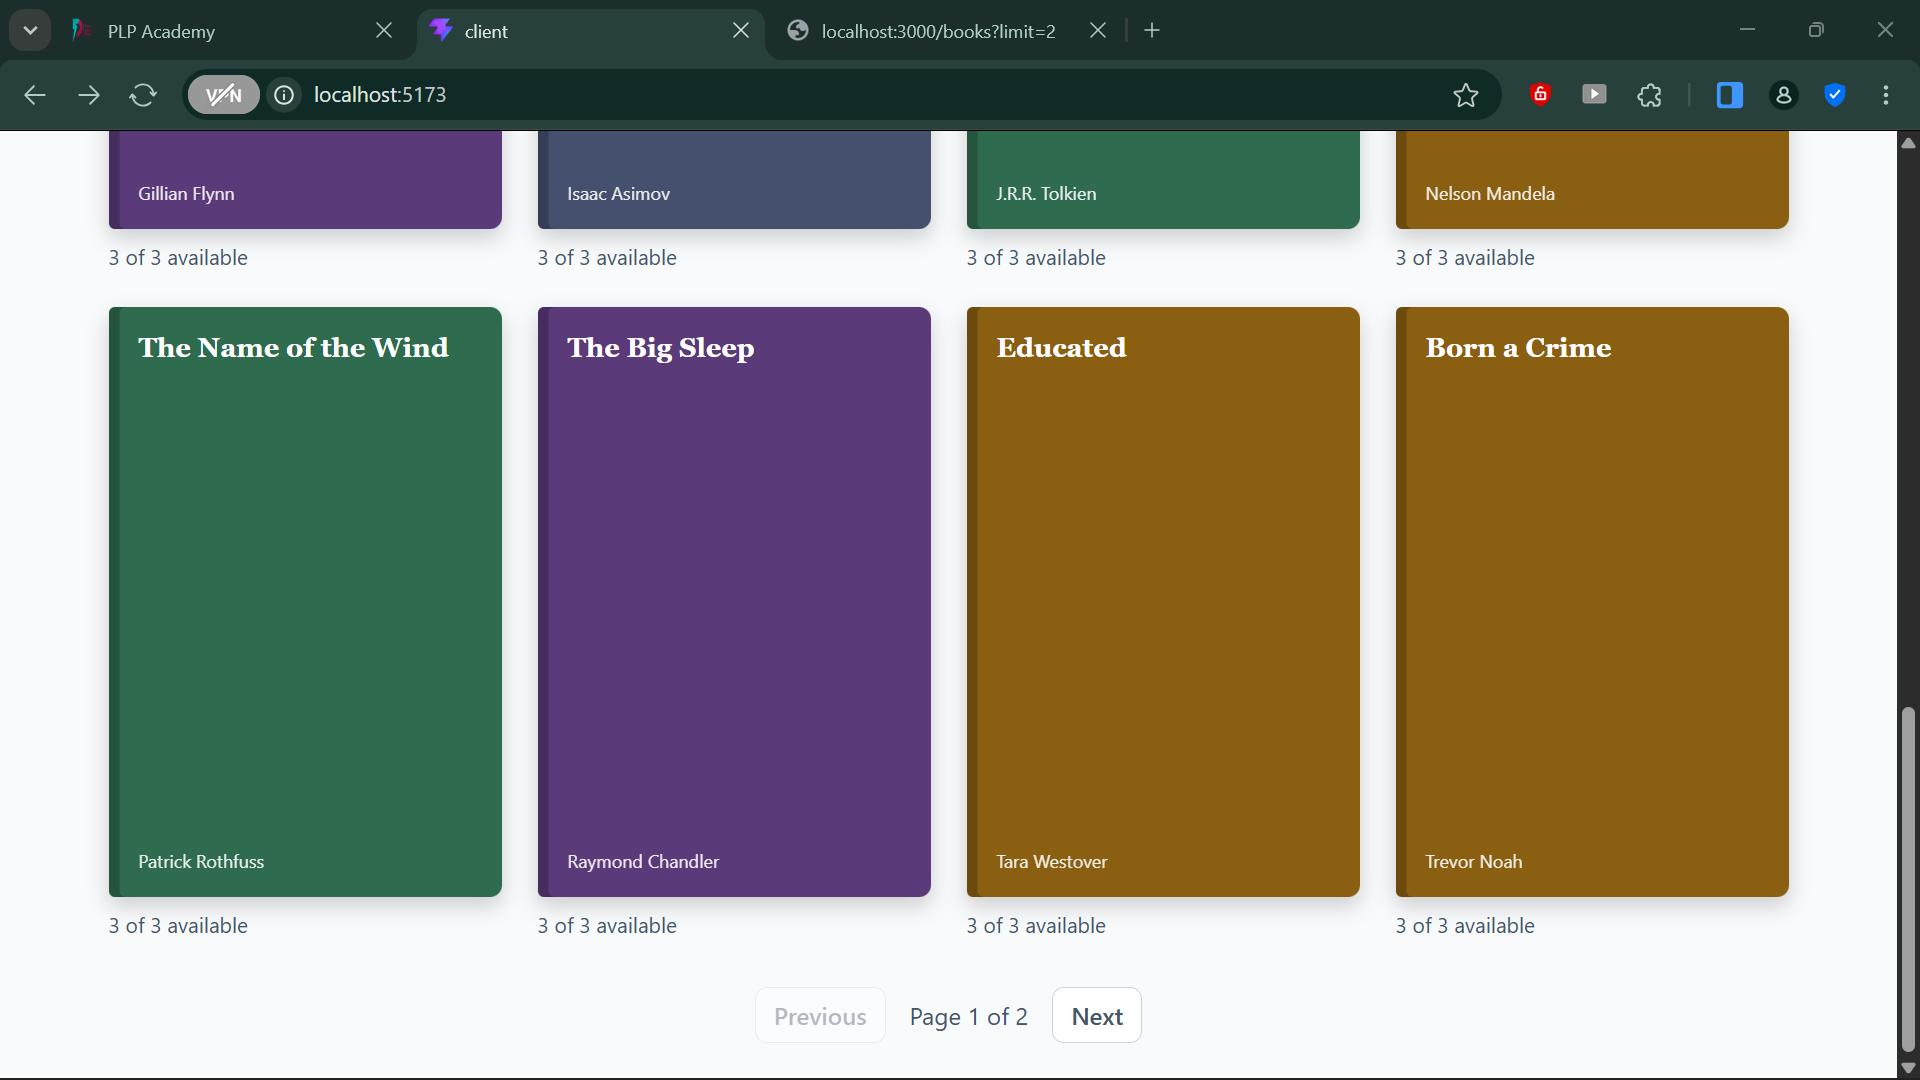 PLP Academy
client
localhost:3000/books?limit=2
VPN
localhost:5173
Gillian Flynn
Isaac Asimov
J.R.R. Tolkien
Nelson Mandela
3 of 3 available
3 of 3 available
3 of 3 available
3 of 3 available
The Name of the Wind
The Big Sleep
Educated
Born a Crime
Patrick Rothfuss
Raymond Chandler
Tara Westover
Trevor Noah
3 of 3 available
3 of 3 available
3 of 3 available
3 of 3 available
Previous
Page 1 of 2
Next